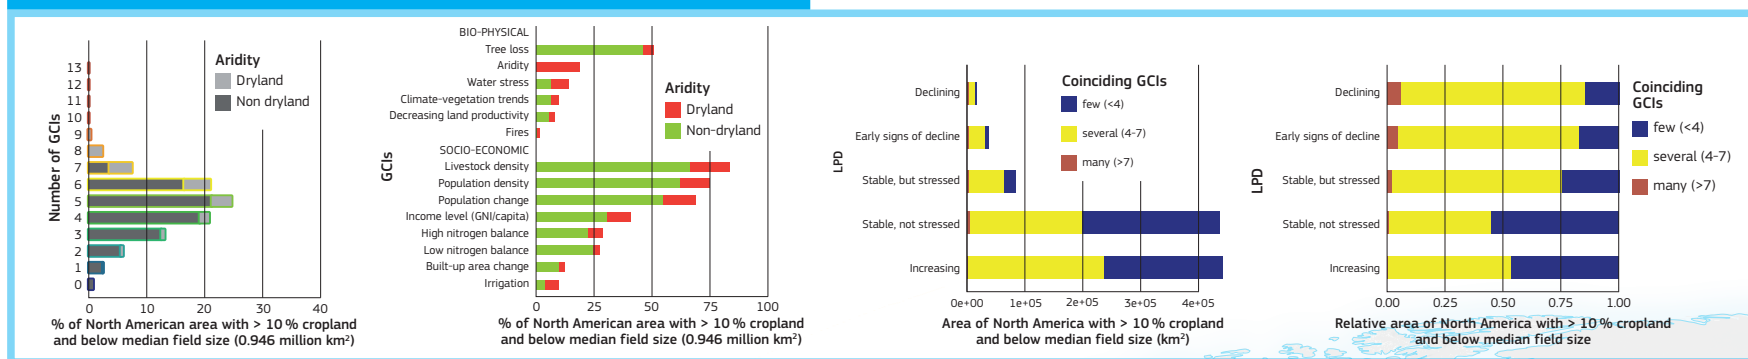 Number of GCIs
13
12
11
10
9
8
7
6
5
4
3
2
1
0
0
10
20
30
40
Aridity
Dryland
Non dryland
% of North American area with > 10 % cropland
and below median field size (0.946 million km²)
GCIs
BIO-PHYSICAL
Tree loss
Aridity
Water stress
Climate-vegetation trends
Decreasing land productivity
Fires
SOCIO-ECONOMIC
Livestock density
Population density
Population change
Income level (GNI/capita)
High nitrogen balance
Low nitrogen balance
Built-up area change
Irrigation
0
25
50
75
100
Aridity
Dryland
Non-dryland
% of North American area with > 10 % cropland
and below median field size (0.946 million km²)
LPD
Declining
Early signs of decline
Stable, but stressed
Stable, not stressed
Increasing
0e+00
1e+05
2e+05
3e+05
4e+05
Coinciding GCIs
few (<4)
several (4-7)
many (>7)
Area of North America with > 10 % cropland
and below median field size (km²)
LPD
Declining
Early signs of decline
Stable, but stressed
Stable, not stressed
Increasing
0.00
0.25
0.50
0.75
1.00
Coinciding
GCIs
few (<4)
several (4-7)
many (>7)
Relative area of North America with > 10 % cropland
and below median field size